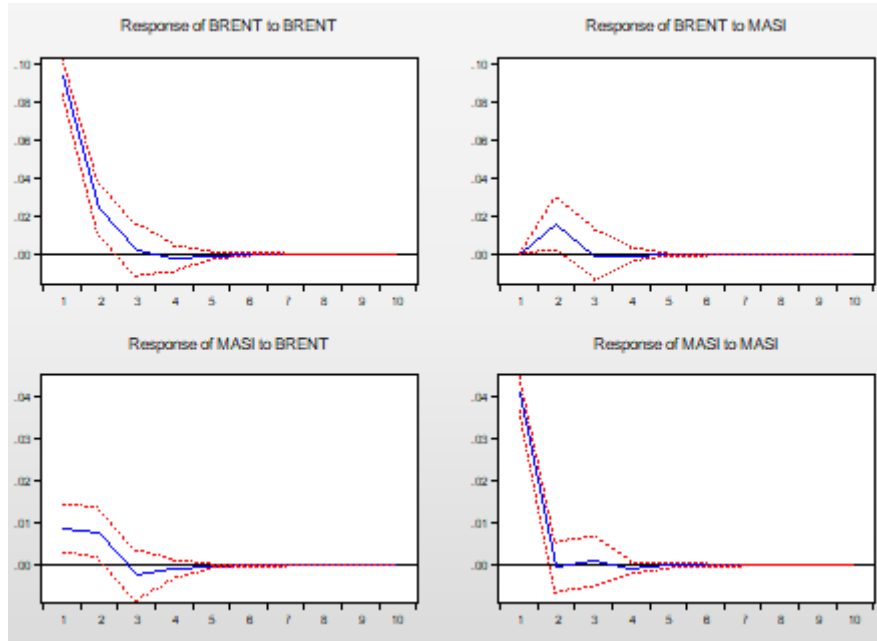 Response of BRENT to BRENT
.10
.08
.06
.04
.02
.00
1 2 3 4 5 6 7 8 9 10
Response of BRENT to MASI
.10
.08
.06
.04
.02
.00
1 2 3 4 5 6 7 8 9 10
Response of MASI to BRENT
.04
.03
.02
.01
.00
1 2 3 4 5 6 7 8 9 10
Response of MASI to MASI
.04
.03
.02
.01
.00
1 2 3 4 5 6 7 8 9 10